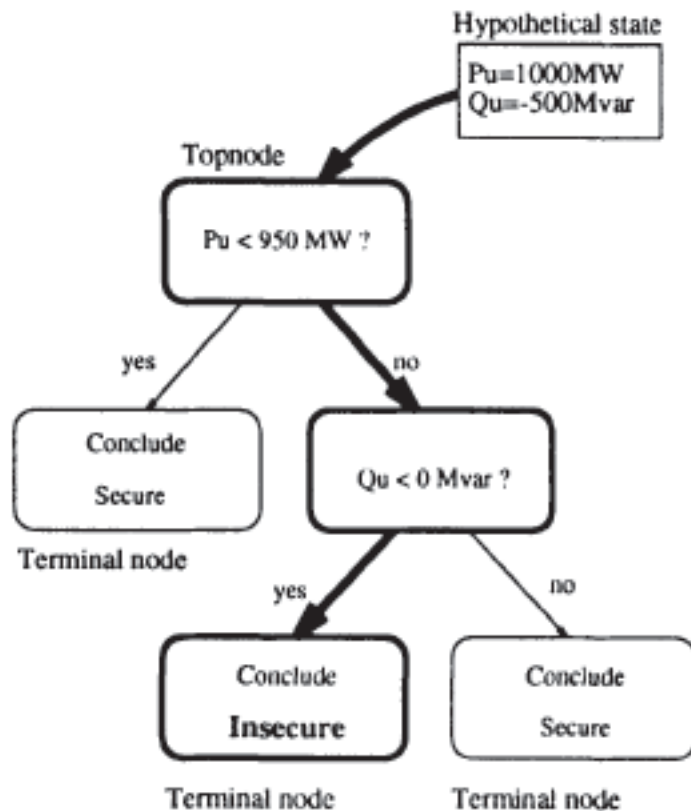 Hypothetical state
Pu=1000MW
Qu=-500Mvar
Topnode
Pu < 950 MW ?
yes
no
Conclude
Secure
Terminal node
Qu < 0 Mvar ?
yes
no
Conclude
Insecure
Terminal node
Conclude
Secure
Terminal node